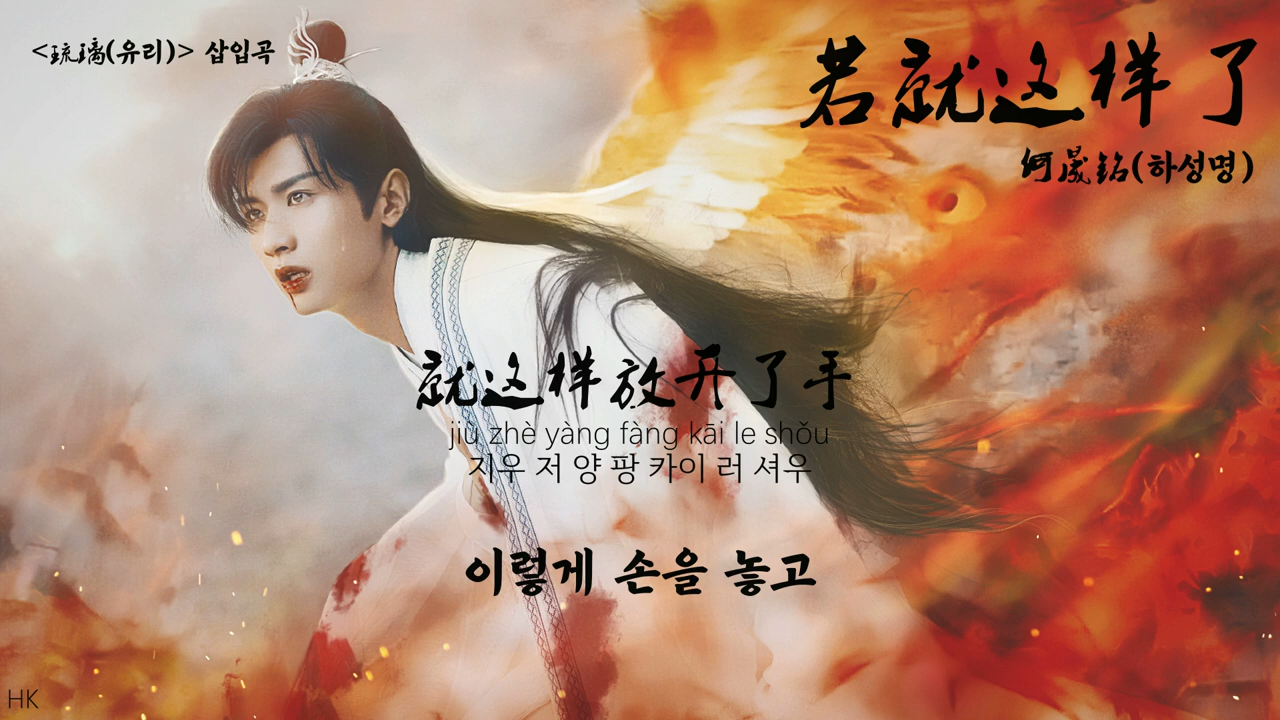 <琉璃(유리)> 삽입곡
若就这样了
何晟铭(하성명)
就这样放开了手
jiù zhè yàng fàng kāi le shǒu
지우 저 양 팡 카이 러 셔우
이렇게 손을 놓고
HK